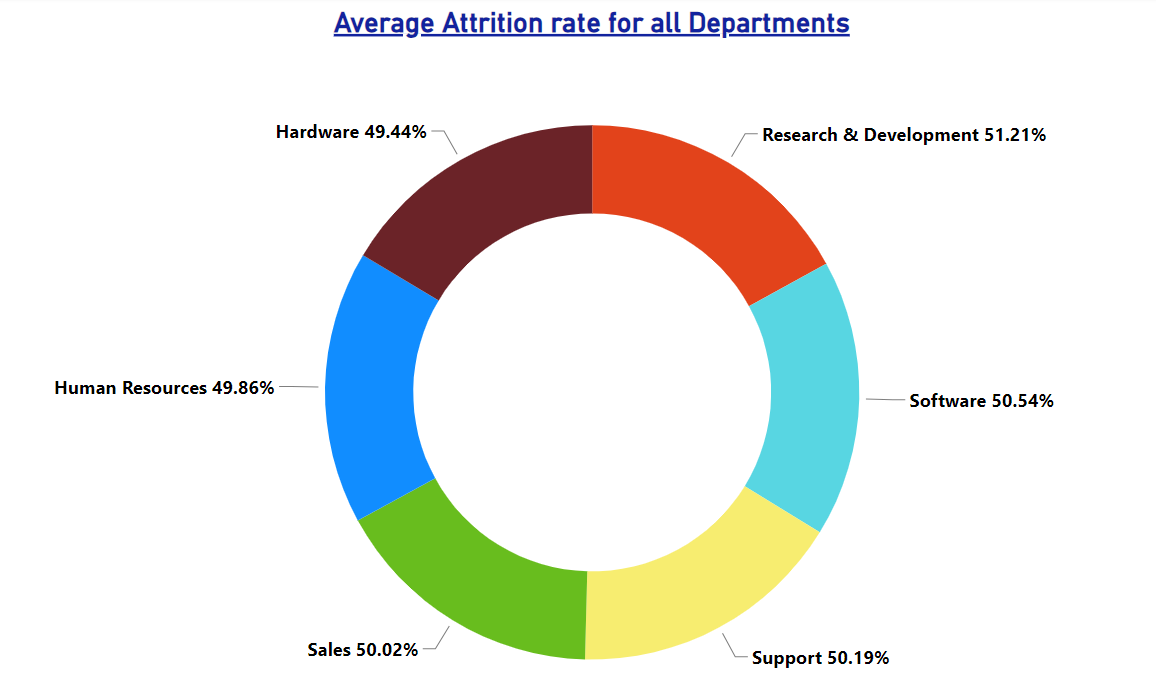 Average Attrition rate for all Departments
Hardware 49.44%
Research & Development 51.21%
Human Resources 49.86%
Software 50.54%
Sales 50.02%
Support 50.19%